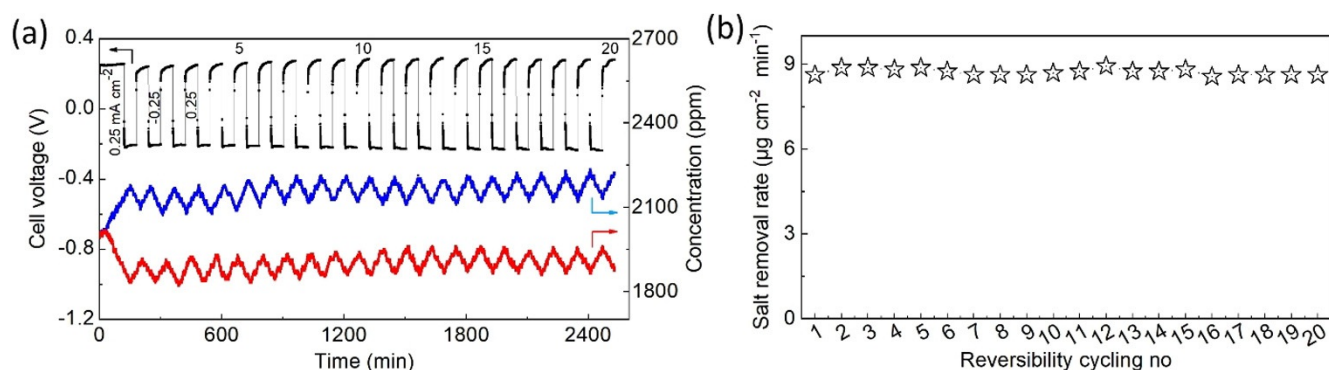 (a)
0.4
0.0
-0.4
-0.8
-1.2
Cell voltage (V)
0.25 mA cm-2
-0.25
0.25
5
10
15
20
2700
2400
2100
1800
Concentration (ppm)
0
600
1200
1800
2400
Time (min)
(b)
9
6
3
0
Salt removal rate (μg cm-2 min-1)
1 2 3 4 5 6 7 8 9 10 11 12 13 14 15 16 17 18 19 20
Reversibility cycling no